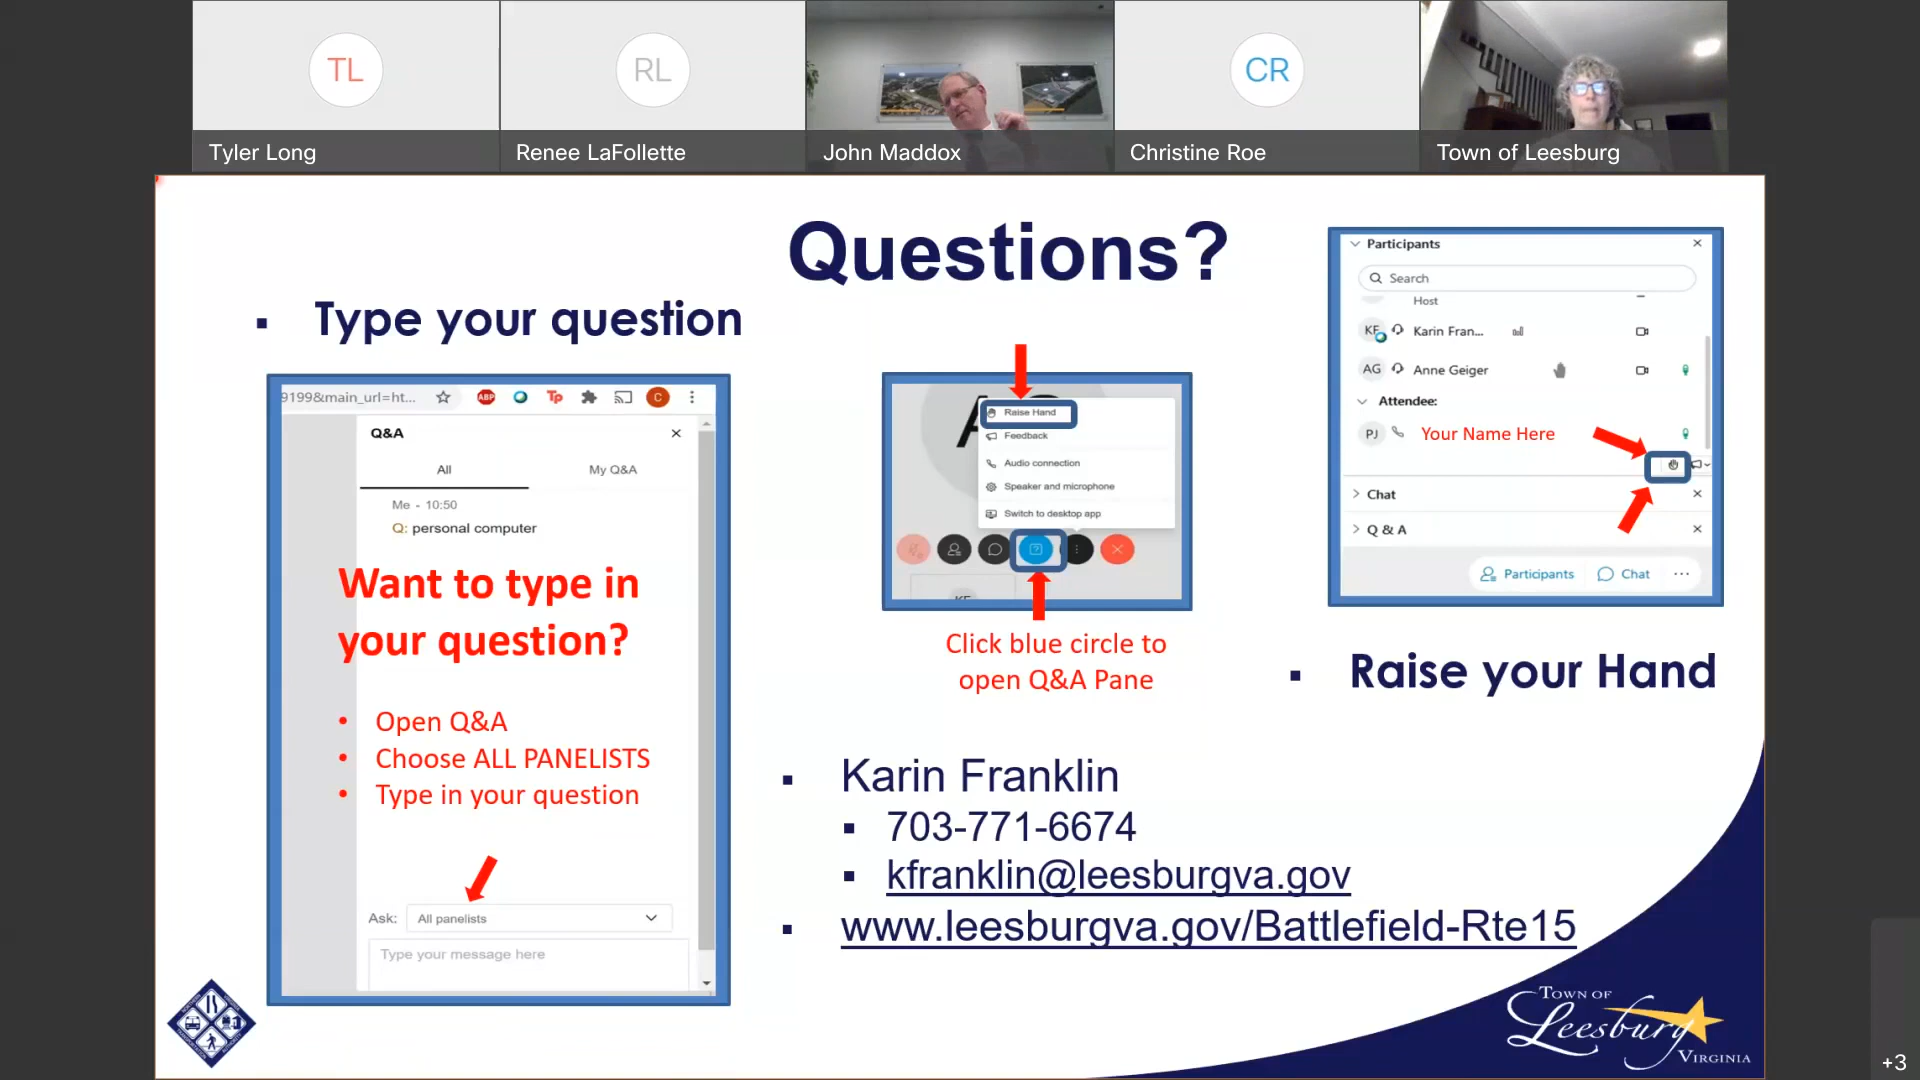 TL
RL
CR
Tyler Long
Renee LaFollette
John Maddox
Christine Roe
Town of Leesburg
Questions?
Type your question
9199&main_url=ht...
ABP
Tp
C
Q&A
All
My Q&A
Me - 10:50
Q: personal computer
Want to type in
your question?
Open Q&A
Choose ALL PANELISTS
Type in your question
Ask:
All panelists
Type your message here
Raise Hand
Feedback
Audio connection
Speaker and microphone
Switch to desktop app
Click blue circle to
open Q&A Pane
Participants
Search
Host
KF
Karin Fran...
AG
Anne Geiger
Attendee:
PJ
Your Name Here
Chat
Q & A
Participants
Chat
Raise your Hand
Karin Franklin
703-771-6674
kfranklin@leesburgva.gov
www.leesburgva.gov/Battlefield-Rte15
TOWN OF
Leesburg
VIRGINIA
+3